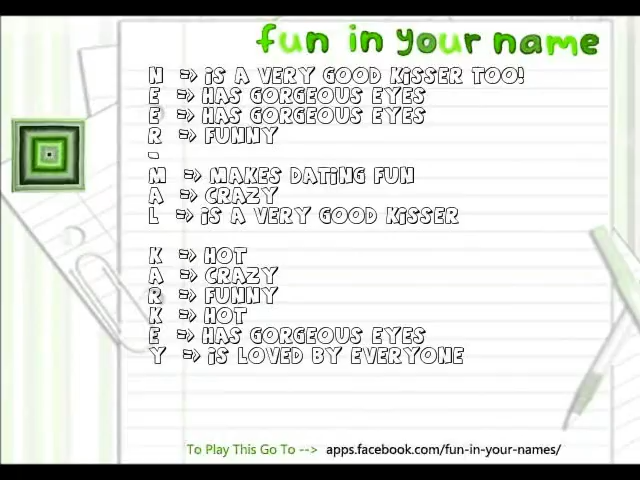 fun in your name
N => IS A VERY GOOD KISSER TOO!
E => HAS GORGEOUS EYES
E => HAS GORGEOUS EYES
R => FUNNY
-
M => MAKES DATING FUN
A => CRAZY
L => IS A VERY GOOD KISSER
K => HOT
A => CRAZY
R => FUNNY
K => HOT
E => HAS GORGEOUS EYES
Y => IS LOVED BY EVERYONE
To Play This Go To --> apps.facebook.com/fun-in-your-names/